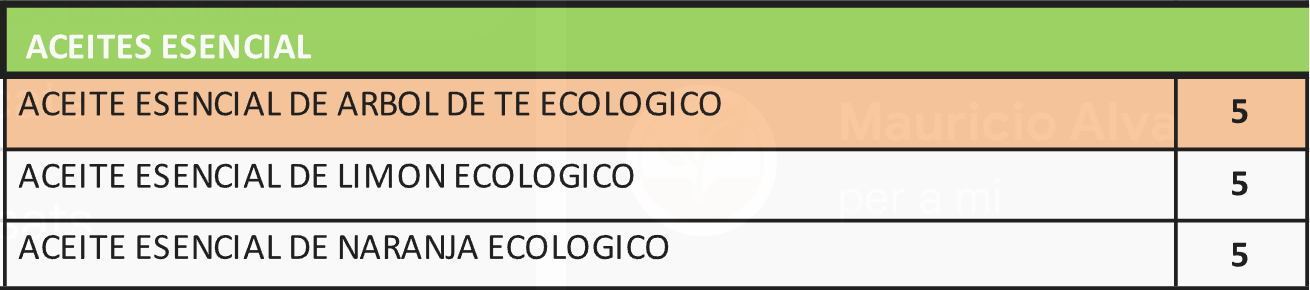 ACEITES ESENCIAL
ACEITE ESENCIAL DE ARBOL DE TE ECOLOGICO 5
Mauricio Alva
ACEITE ESENCIAL DE LIMON ECOLOGICO 5
per a mi
ACEITE ESENCIAL DE NARANJA ECOLOGICO 5